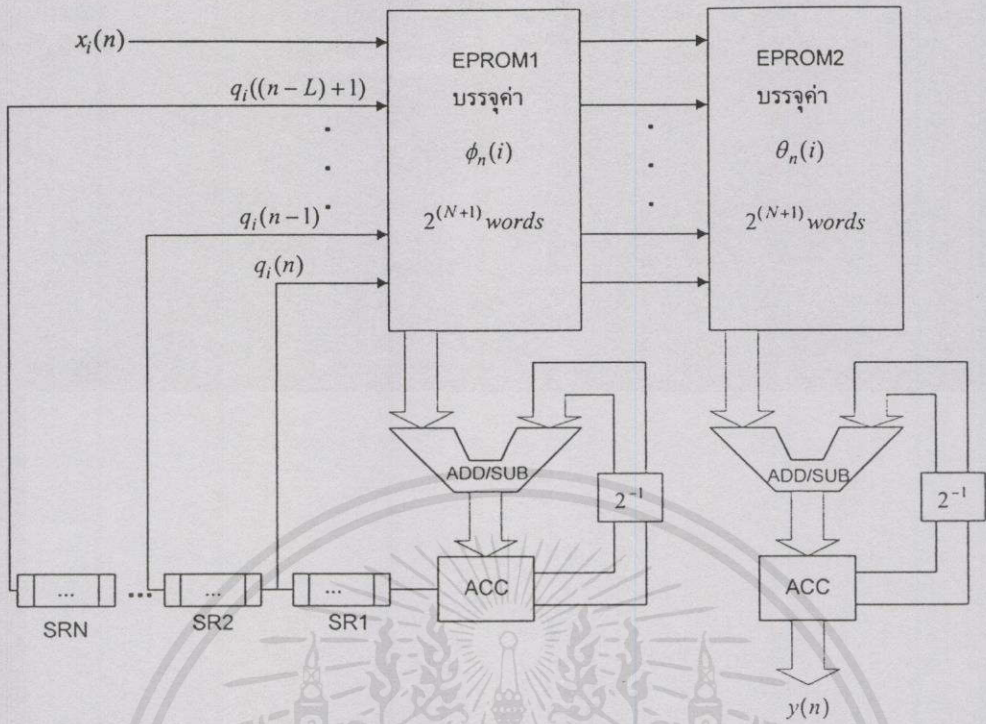 x_i(n)
q_i((n − L) + 1)
q_i(n − 1)
q_i(n)
EPROM1
บรรจุค่า
ϕ_n(i)
2^{(N+1)} words
EPROM2
บรรจุค่า
θ_n(i)
2^{(N+1)} words
ADD/SUB
2^{-1}
ADD/SUB
2^{-1}
ACC
ACC
...
...
...
...
SRN
SR2
SR1
y(n)